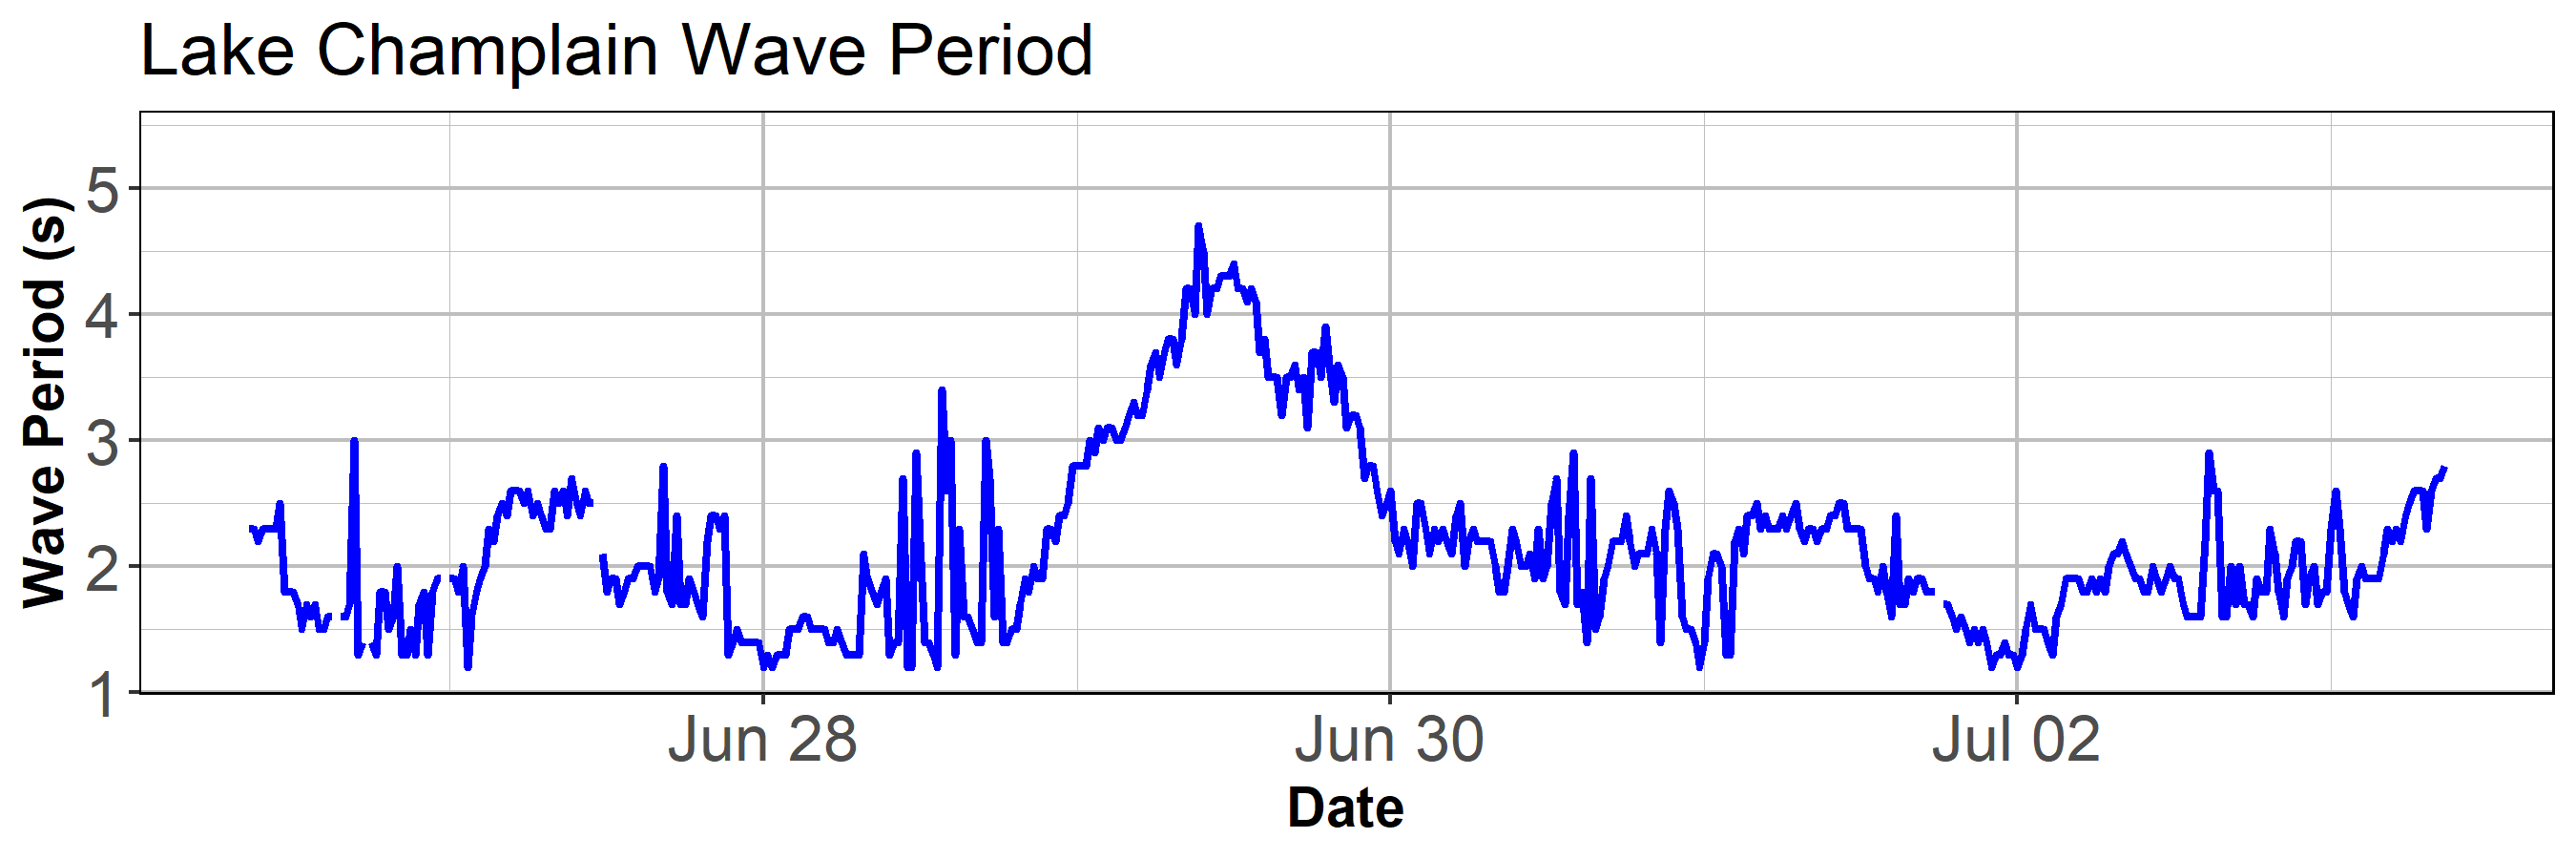 Lake Champlain Wave Period
Wave Period (s)
5
4
3
2
1
Jun 28
Jun 30
Jul 02
Date